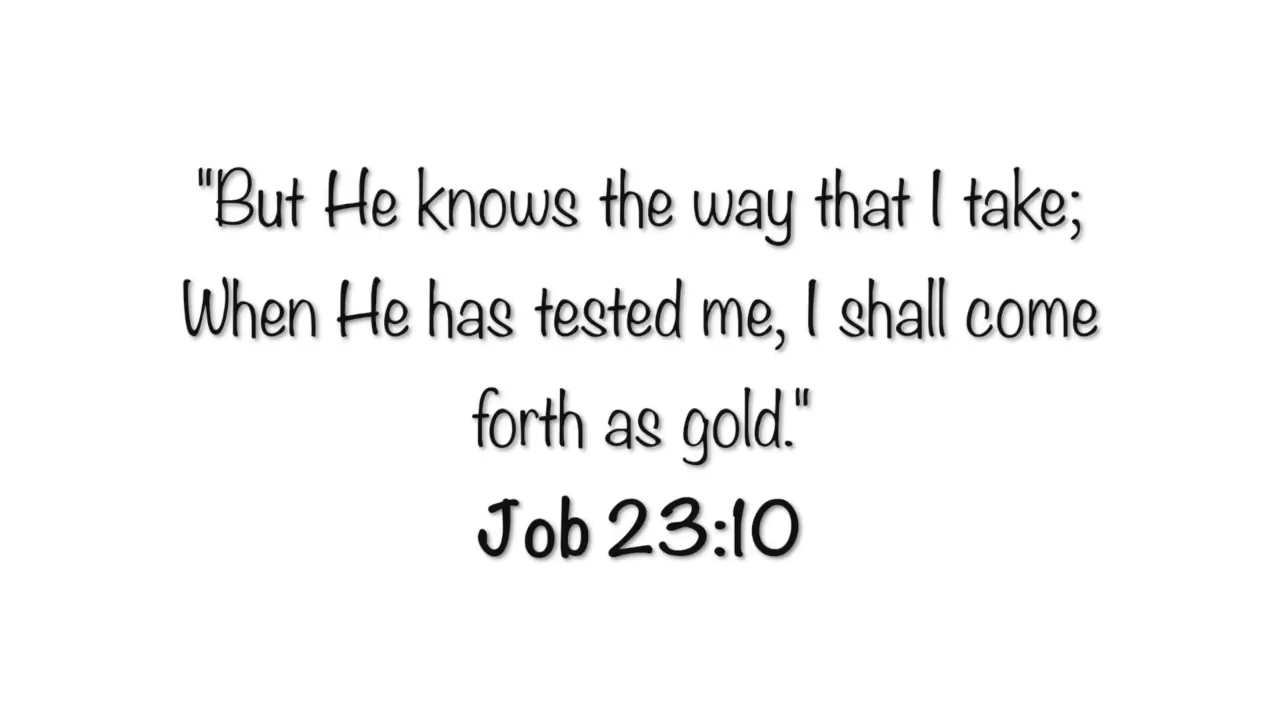 "But He knows the way that I take;
When He has tested me, I shall come
forth as gold."
Job 23:10